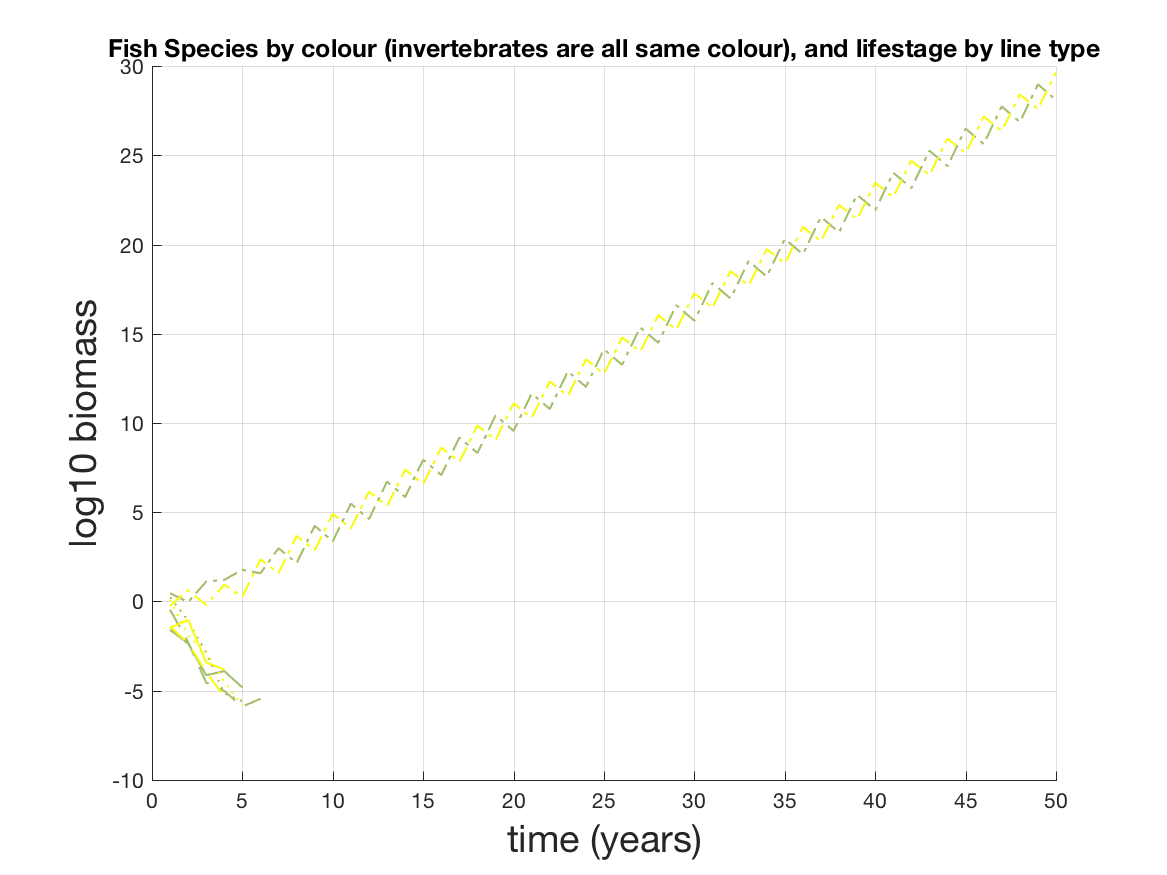 Fish Species by colour (invertebrates are all same colour), and lifestage by line type
30
25
20
15
10
5
0
-5
-10
log10 biomass
0 5 10 15 20 25 30 35 40 45 50
time (years)